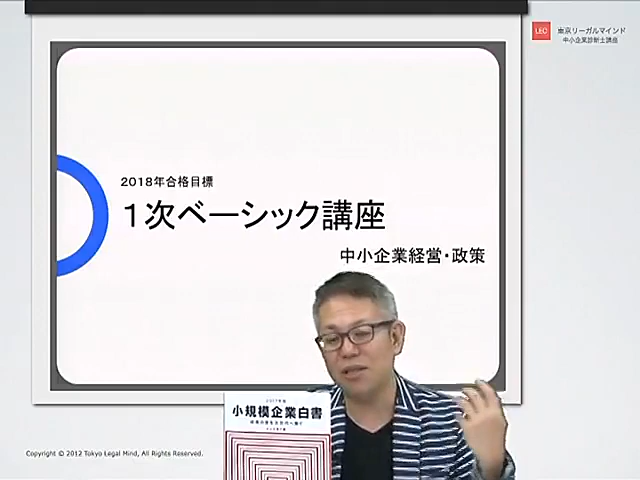 LEC 東京リーガルマインド
中小企業診断士講座
2018年合格目標
1次ベーシック講座
中小企業経営・政策
2017年版
小規模企業白書
Copyright © 2012 Tokyo Legal Mind, All Rights Reserved.